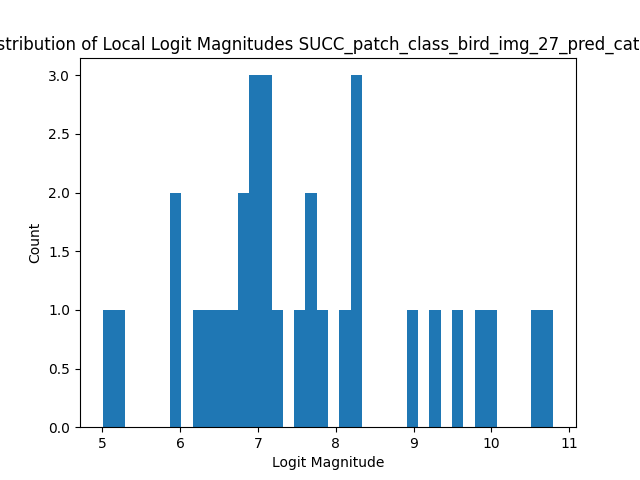 stribution of Local Logit Magnitudes SUCC_patch_class_bird_img_27_pred_cat
3.0
2.5
2.0
1.5
1.0
0.5
0.0
Count
5 6 7 8 9 10 11
Logit Magnitude